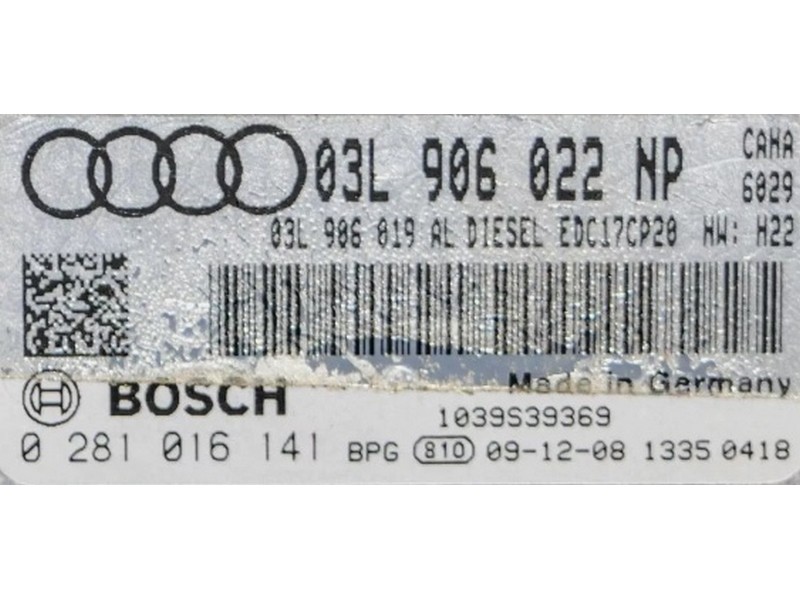 03L 906 022 NP CAHA
6029
03L 906 019 AL DIESEL EDC17CP20 HW: H22
Made in Germany
BOSCH
1039S39369
0 281 016 141 BPG 810 09-12-08 1335 0418